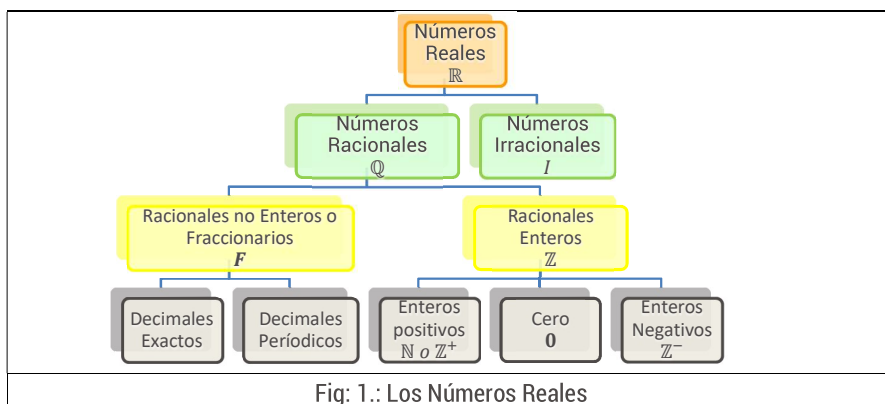 Números
Reales
ℝ
Números
Racionales
ℚ
Números
Irracionales
I
Racionales no Enteros o
Fraccionarios
F
Racionales
Enteros
ℤ
Decimales
Exactos
Decimales
Períodicos
Enteros
positivos
ℕ o ℤ⁺
Cero
0
Enteros
Negativos
ℤ⁻
Fig: 1.: Los Números Reales